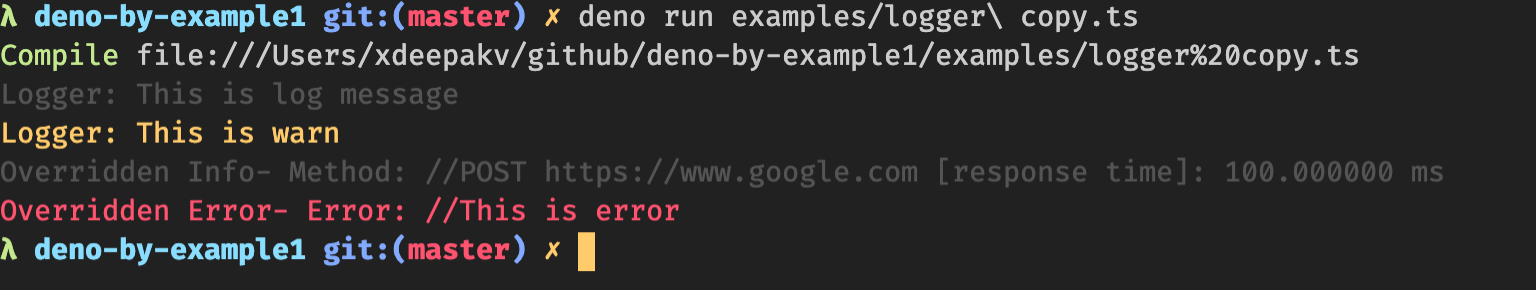 λ deno-by-example1 git:(master) ✗ deno run examples/logger\ copy.ts
Compile file:///Users/xdeepakv/github/deno-by-example1/examples/logger%20copy.ts
Logger: This is log message
Logger: This is warn
Overridden Info- Method: //POST https://www.google.com [response time]: 100.000000 ms
Overridden Error- Error: //This is error
λ deno-by-example1 git:(master) ✗